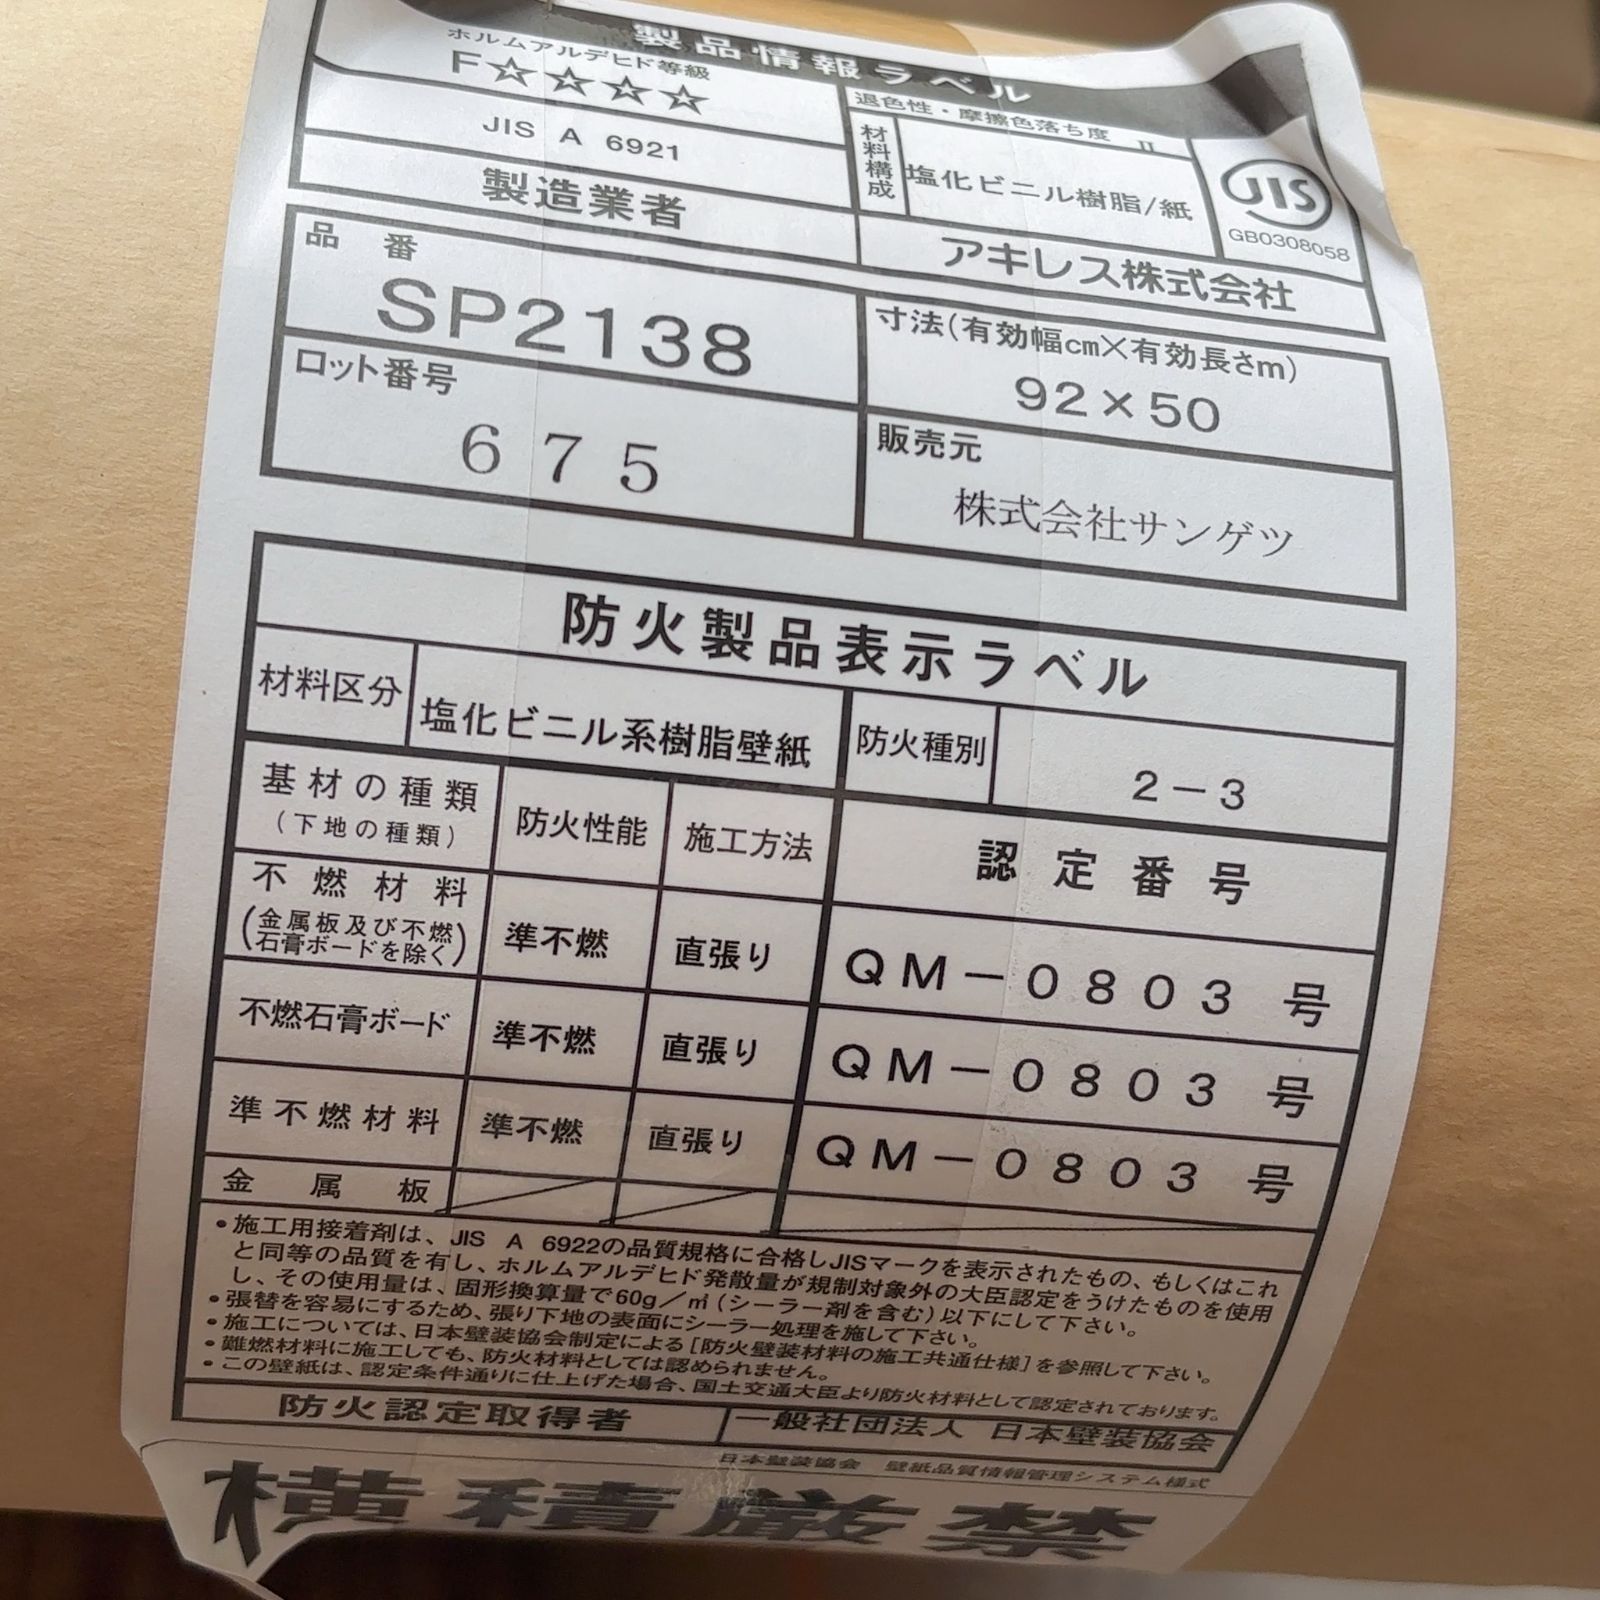 製品情報ラベル
ホルムアルデヒド等級
F☆☆☆☆
JIS A 6921
退色性・摩擦色落ち度 Ⅱ
材料構成
塩化ビニル樹脂/紙
JIS
GB0308058
製造業者
アキレス株式会社
品番
SP2138
寸法(有効幅cm×有効長さm)
92×50
ロット番号
675
販売元
株式会社サンゲツ
防火製品表示ラベル
材料区分
塩化ビニル系樹脂壁紙
防火種別
2-3
基材の種類
(下地の種類)
防火性能
施工方法
認定番号
不燃材料
(金属板及び不燃
石膏ボードを除く)
準不燃
直張り
QM-0803号
不燃石膏ボード
準不燃
直張り
QM-0803号
準不燃材料
準不燃
直張り
QM-0803号
金属板
•施工用接着剤は、JIS A 6922の品質規格に合格しJISマークを表示されたもの、もしくはこれ
と同等の品質を有し、ホルムアルデヒド発散量が規制対象外の大臣認定をうけたものを使用
し、その使用量は、固形換算量で60g/㎡(シーラー剤を含む)以下にして下さい。
•張替を容易にするため、張り下地の表面にシーラー処理を施して下さい。
•施工については、日本壁装協会制定による[防火壁装材料の施工共通仕様]を参照して下さい。
•難燃材料に施工しても、防火材料としては認められません。
•この壁紙は、認定条件通りに仕上げた場合、国土交通大臣より防火材料として認定されております。
防火認定取得者
一般社団法人 日本壁装協会
日本壁装協会 壁紙品質情報管理システム様式
横積厳禁